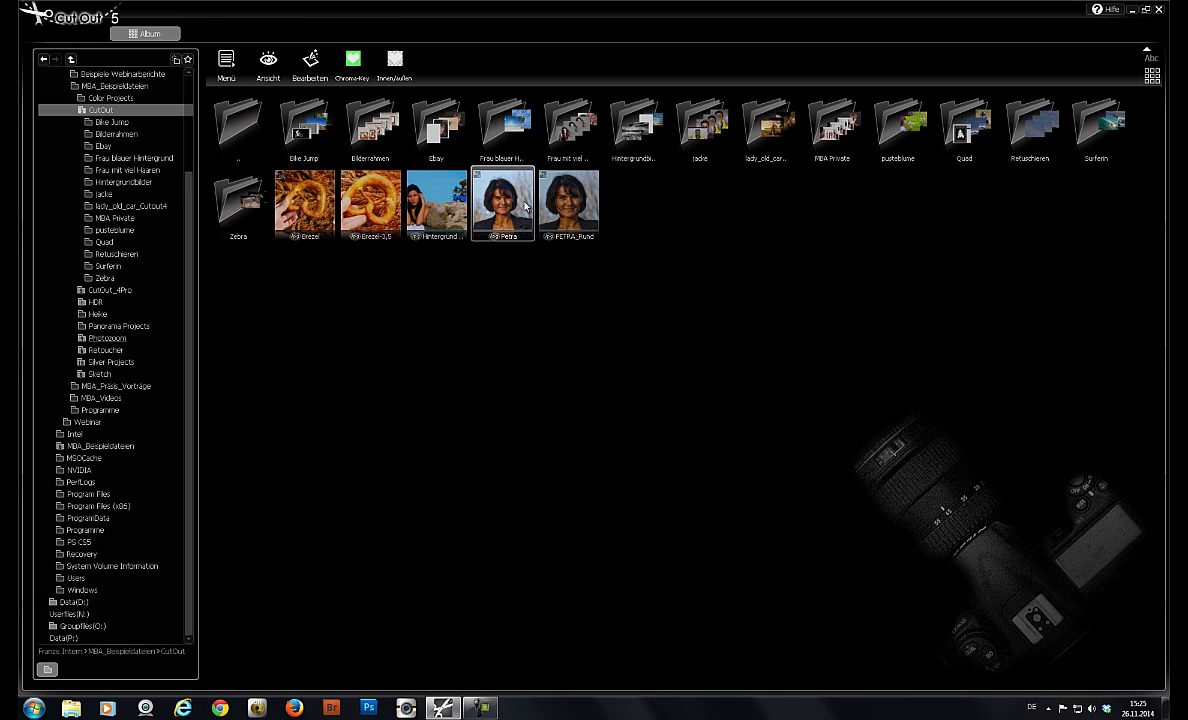 CutOut 5
Hilfe
Album
Menü Ansicht Bearbeiten Chroma-Key Innen/außen
Abc
Beispiele Webinarberichte
MBA_Beispieldateien
Color Projects
CutOut
Bike Jump
Bilderrahmen
Ebay
Frau blauer Hintergrund
Frau mit viel Haaren
Hintergrundbilder
Jacke
lady_old_car_Cutout4
MBA Private
pusteblume
Quad
Retuschieren
Surferin
Zebra
CutOut_4Pro
HDR
Heike
Panorama Projects
Photozoom
Retoucher
Silver Projects
Sketch
MBA_Praxis_Vorträge
MBA_Videos
Programme
Webinar
Intel
MBA_Beispieldateien
MSOCache
NVIDIA
PerfLogs
Program Files
Program Files (x86)
ProgramData
Programme
PS CS5
Recovery
System Volume Information
Users
Windows
Data(D:)
Userfiles(N:)
Groupfiles(O:)
Data(P:)
Franzis Intern > MBA_Beispieldateien > CutOut
.. Bike Jump Bilderrahmen Ebay Frau blauer H.. Frau mit viel .. Hintergrundbi.. jacke lady_old_car.. MBA Private pusteblume Quad Retuschieren Surferin
Zebra Brezel Brezel-3,5 Hintergrund .. Petra PETRA_Rund
Br Ps
DE
15:25
26.11.2014